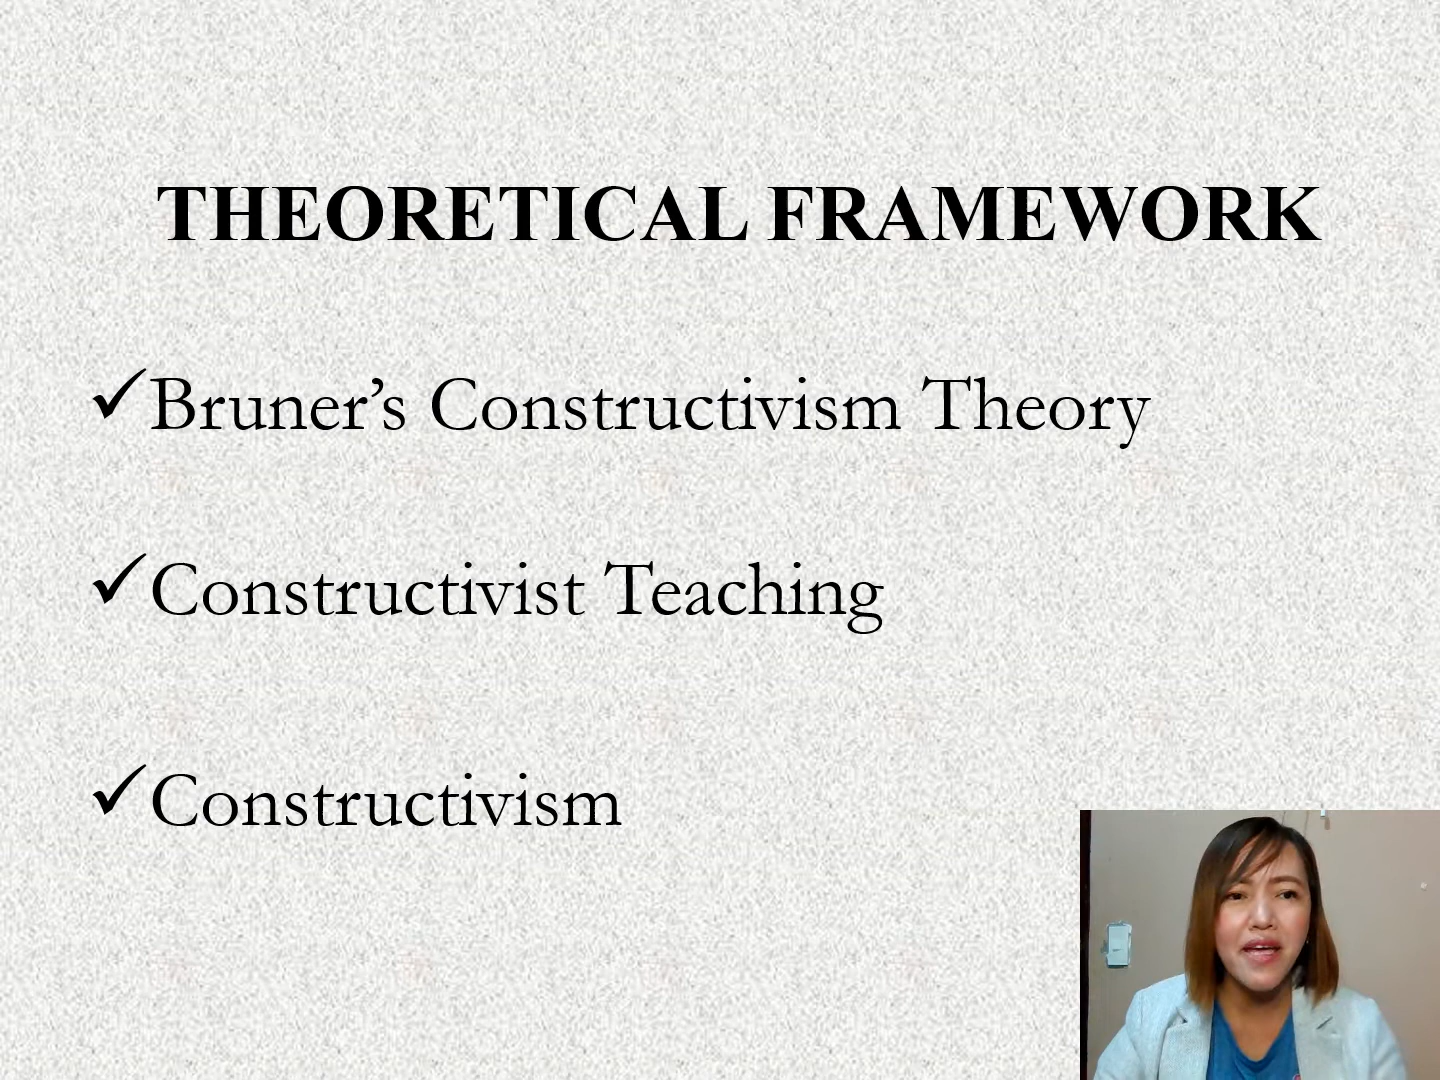 THEORETICAL FRAMEWORK
✓Bruner’s Constructivism Theory
✓Constructivist Teaching
✓Constructivism